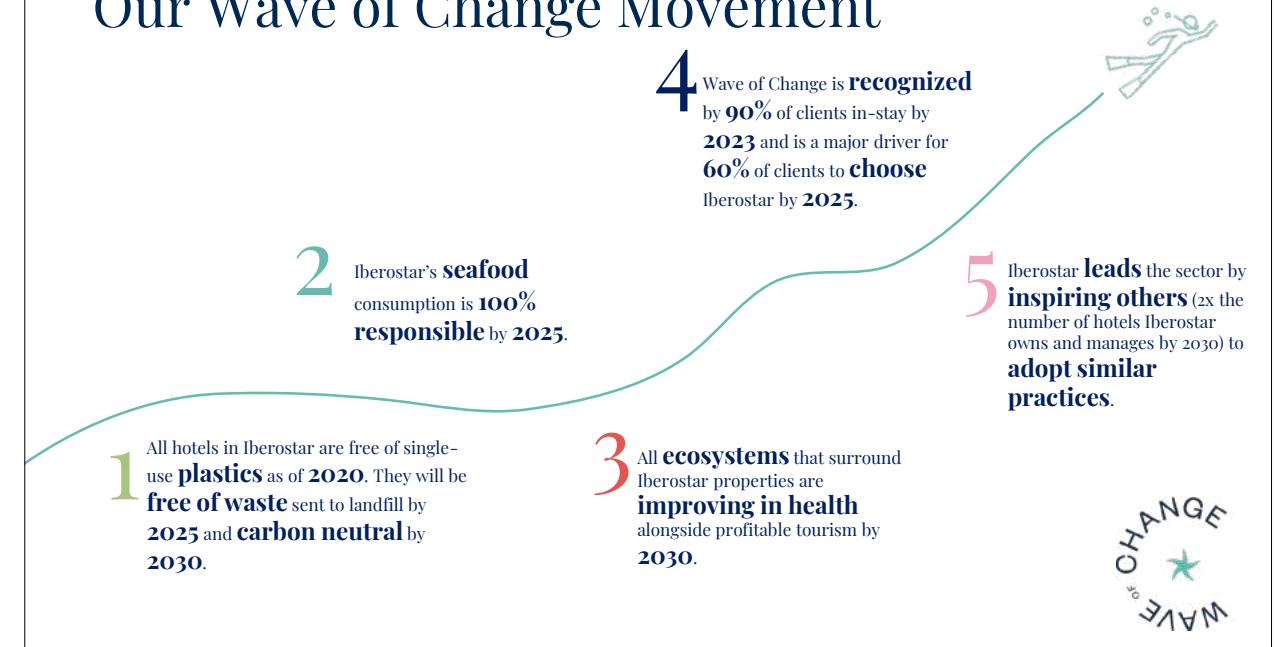 Our Wave of Change Movement
4
Wave of Change is recognized
by 90% of clients in-stay by
2023 and is a major driver for
60% of clients to choose
Iberostar by 2025.
2
Iberostar’s seafood
consumption is 100%
responsible by 2025.
5
Iberostar leads the sector by
inspiring others (2x the
number of hotels Iberostar
owns and manages by 2030) to
adopt similar
practices.
1
All hotels in Iberostar are free of single-
use plastics as of 2020. They will be
free of waste sent to landfill by
2025 and carbon neutral by
2030.
3
All ecosystems that surround
Iberostar properties are
improving in health
alongside profitable tourism by
2030.
WAVE OF CHANGE